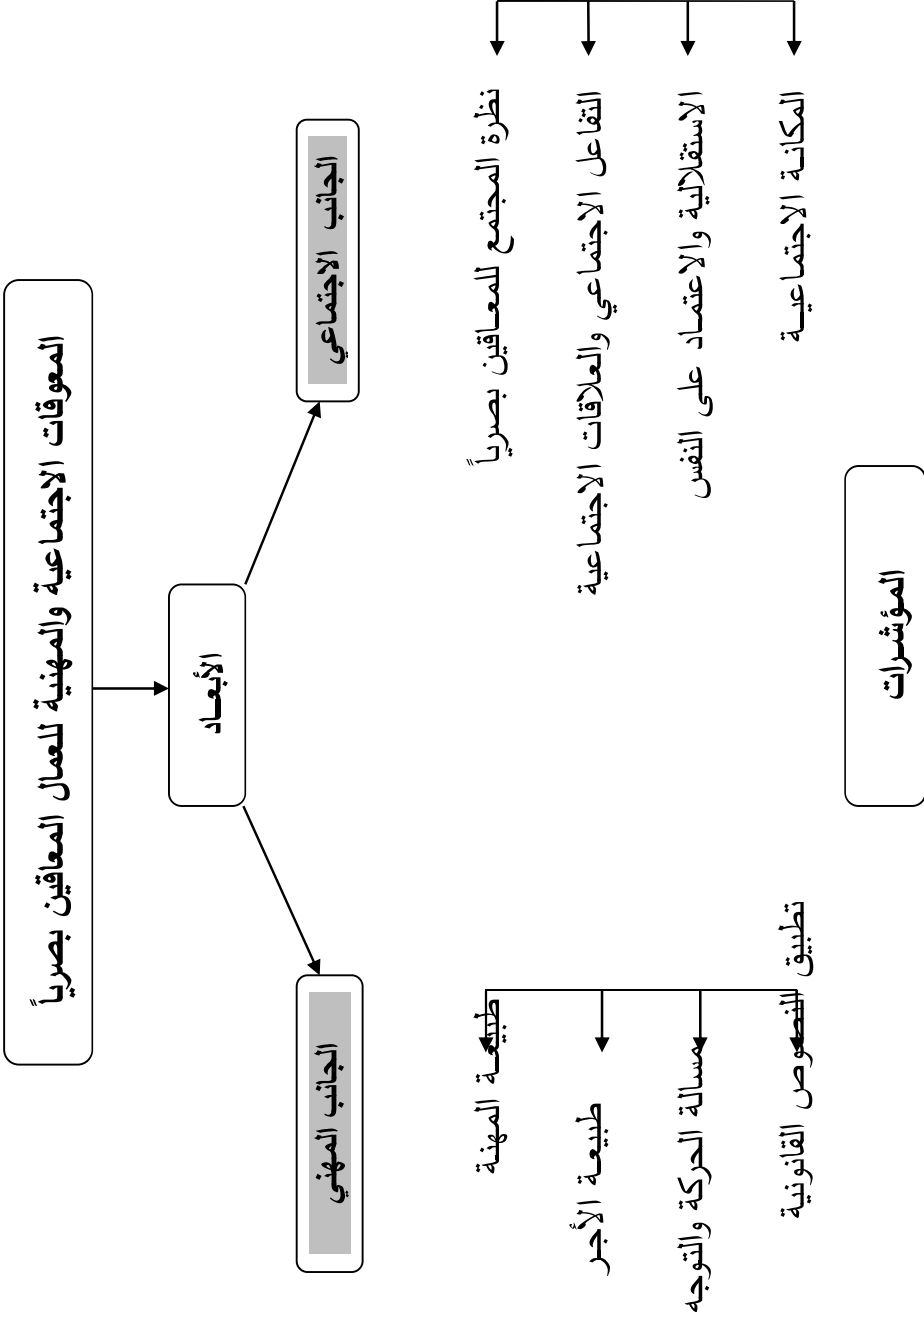 المعوقات الاجتماعية والمهنية للعمال المعاقين بصرياً
الأبعاد
الجانب الاجتماعي
الجانب المهني
نظرة المجتمع للمعاقين بصرياً
التفاعل الاجتماعي والعلاقات الاجتماعية
الاستقلالية والاعتماد على النفس
المكانة الاجتماعية
طبيعة المهنة
طبيعة الأجر
مسالة الحركة والتوجه
تطبيق النصوص القانونية
المؤشرات